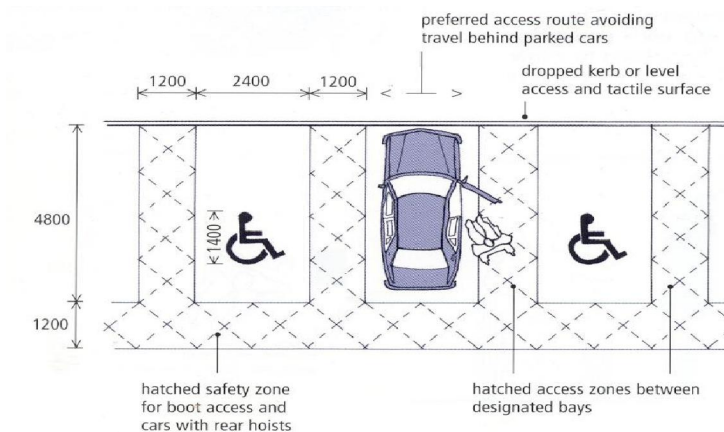 preferred access route avoiding
travel behind parked cars
1200 2400 1200
dropped kerb or level
access and tactile surface
4800
1400
1200
hatched safety zone
for boot access and
cars with rear hoists
hatched access zones between
designated bays